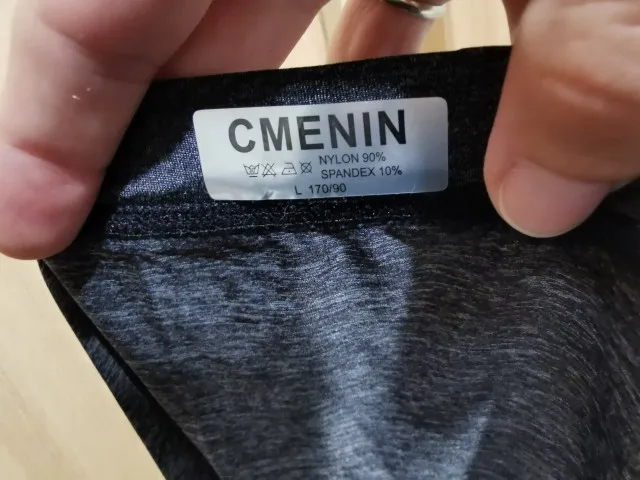 CMENIN
NYLON 90%
SPANDEX 10%
L 170/90